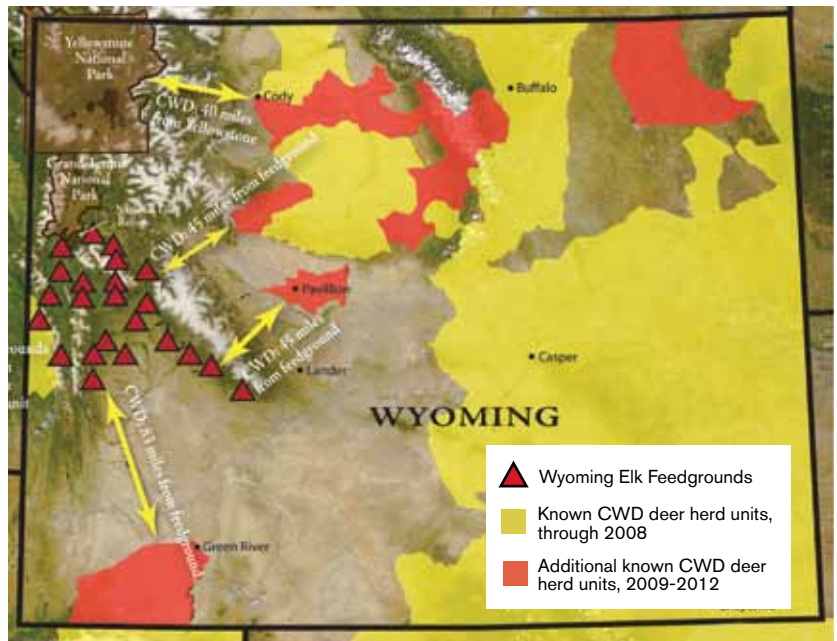 Yellowstone
National
Park
Cody
CWD: 40 miles
from Yellowstone
Buffalo
Grand Teton
National
Park
CWD: 45 miles from feedground
Pavillion
CWD: 45 miles
from feedground
Lander
Casper
WYOMING
CWD: 83 miles from feedground
Green River
Wyoming Elk Feedgrounds
Known CWD deer herd units,
through 2008
Additional known CWD deer
herd units, 2009-2012